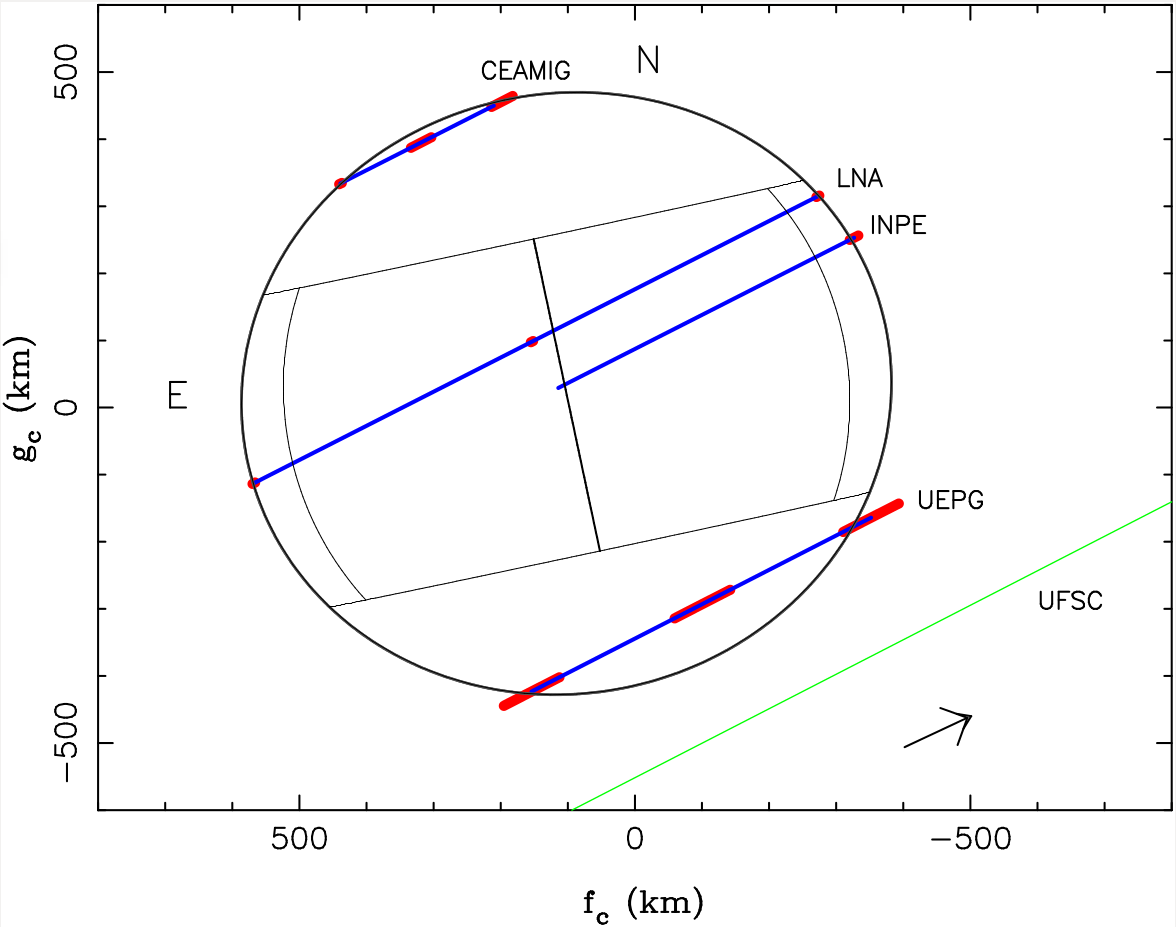 N
CEAMIG
500
LNA
INPE
E
0
g_c (km)
UEPG
UFSC
−500
500
0
−500
f_c (km)